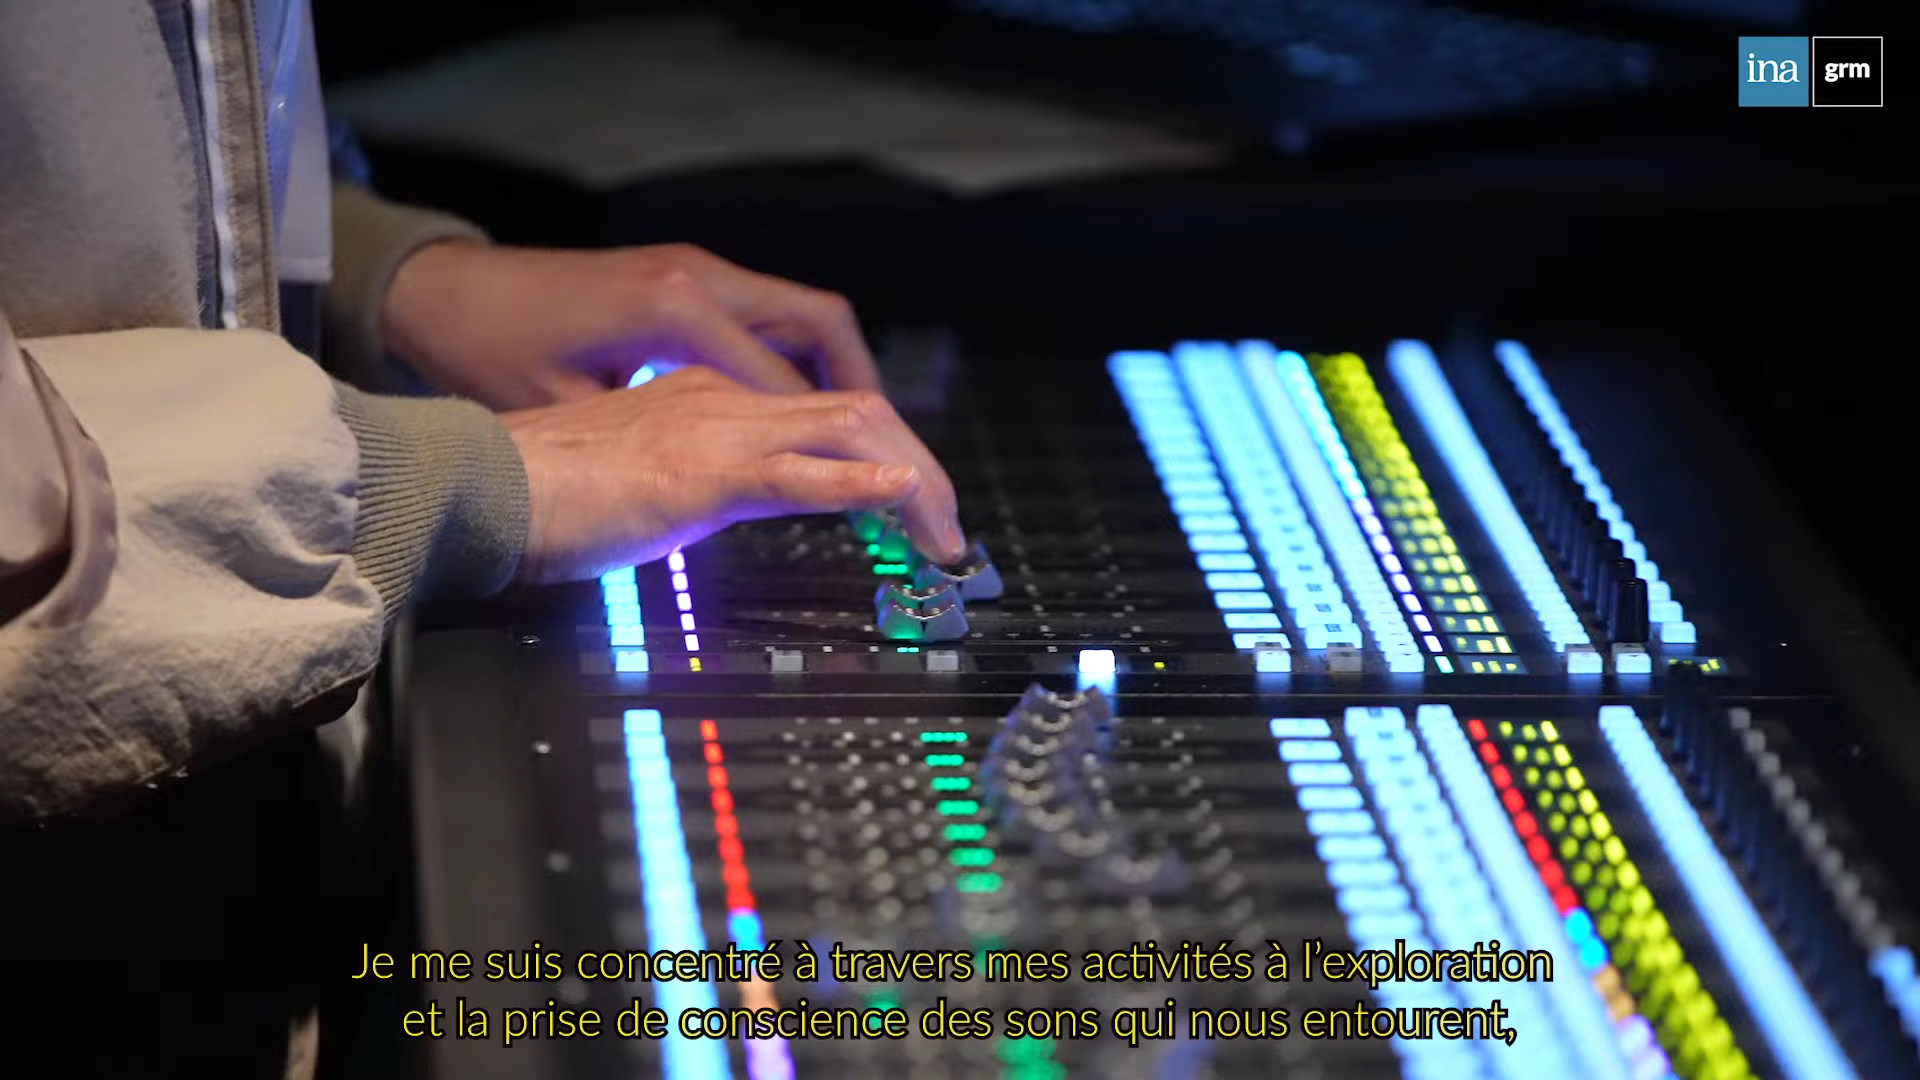 ina grm
Je me suis concentré à travers mes activités à l’exploration
et la prise de conscience des sons qui nous entourent,